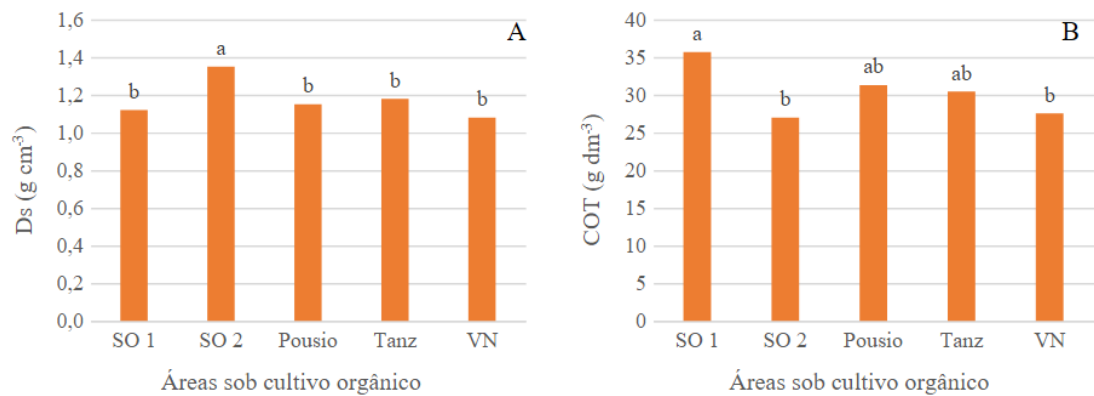 A
Ds (g cm⁻³)
1,6
1,4
1,2
1,0
0,8
0,6
0,4
0,2
0,0
b
a
b
b
b
SO 1
SO 2
Pousio
Tanz
VN
Áreas sob cultivo orgânico
B
COT (g dm⁻³)
40
35
30
25
20
15
10
5
0
a
b
ab
ab
b
SO 1
SO 2
Pousio
Tanz
VN
Áreas sob cultivo orgânico